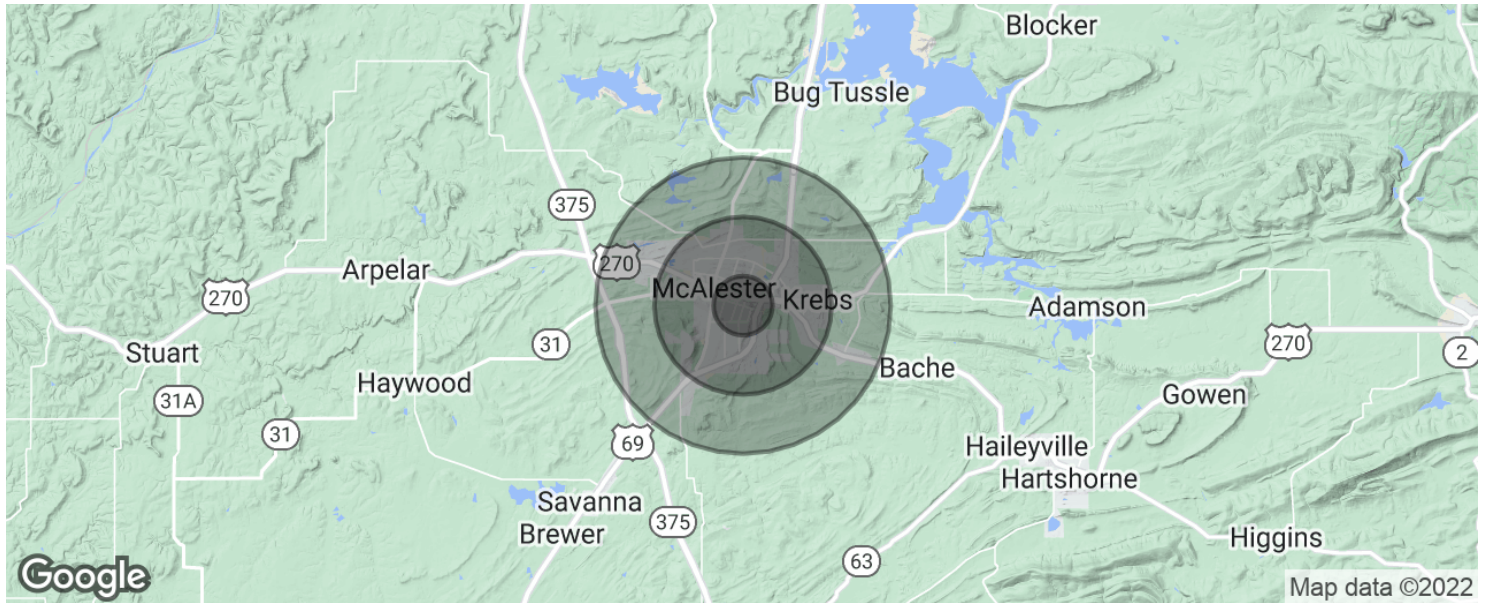 Blocker
Bug Tussle
375
270
Arpelar
McAlester
Krebs
270
Adamson
Stuart
31
270
2
Haywood
Bache
31A
Gowen
31
69
Haileyville
Hartshorne
Savanna
375
Brewer
Higgins
63
Google
Map data ©2022